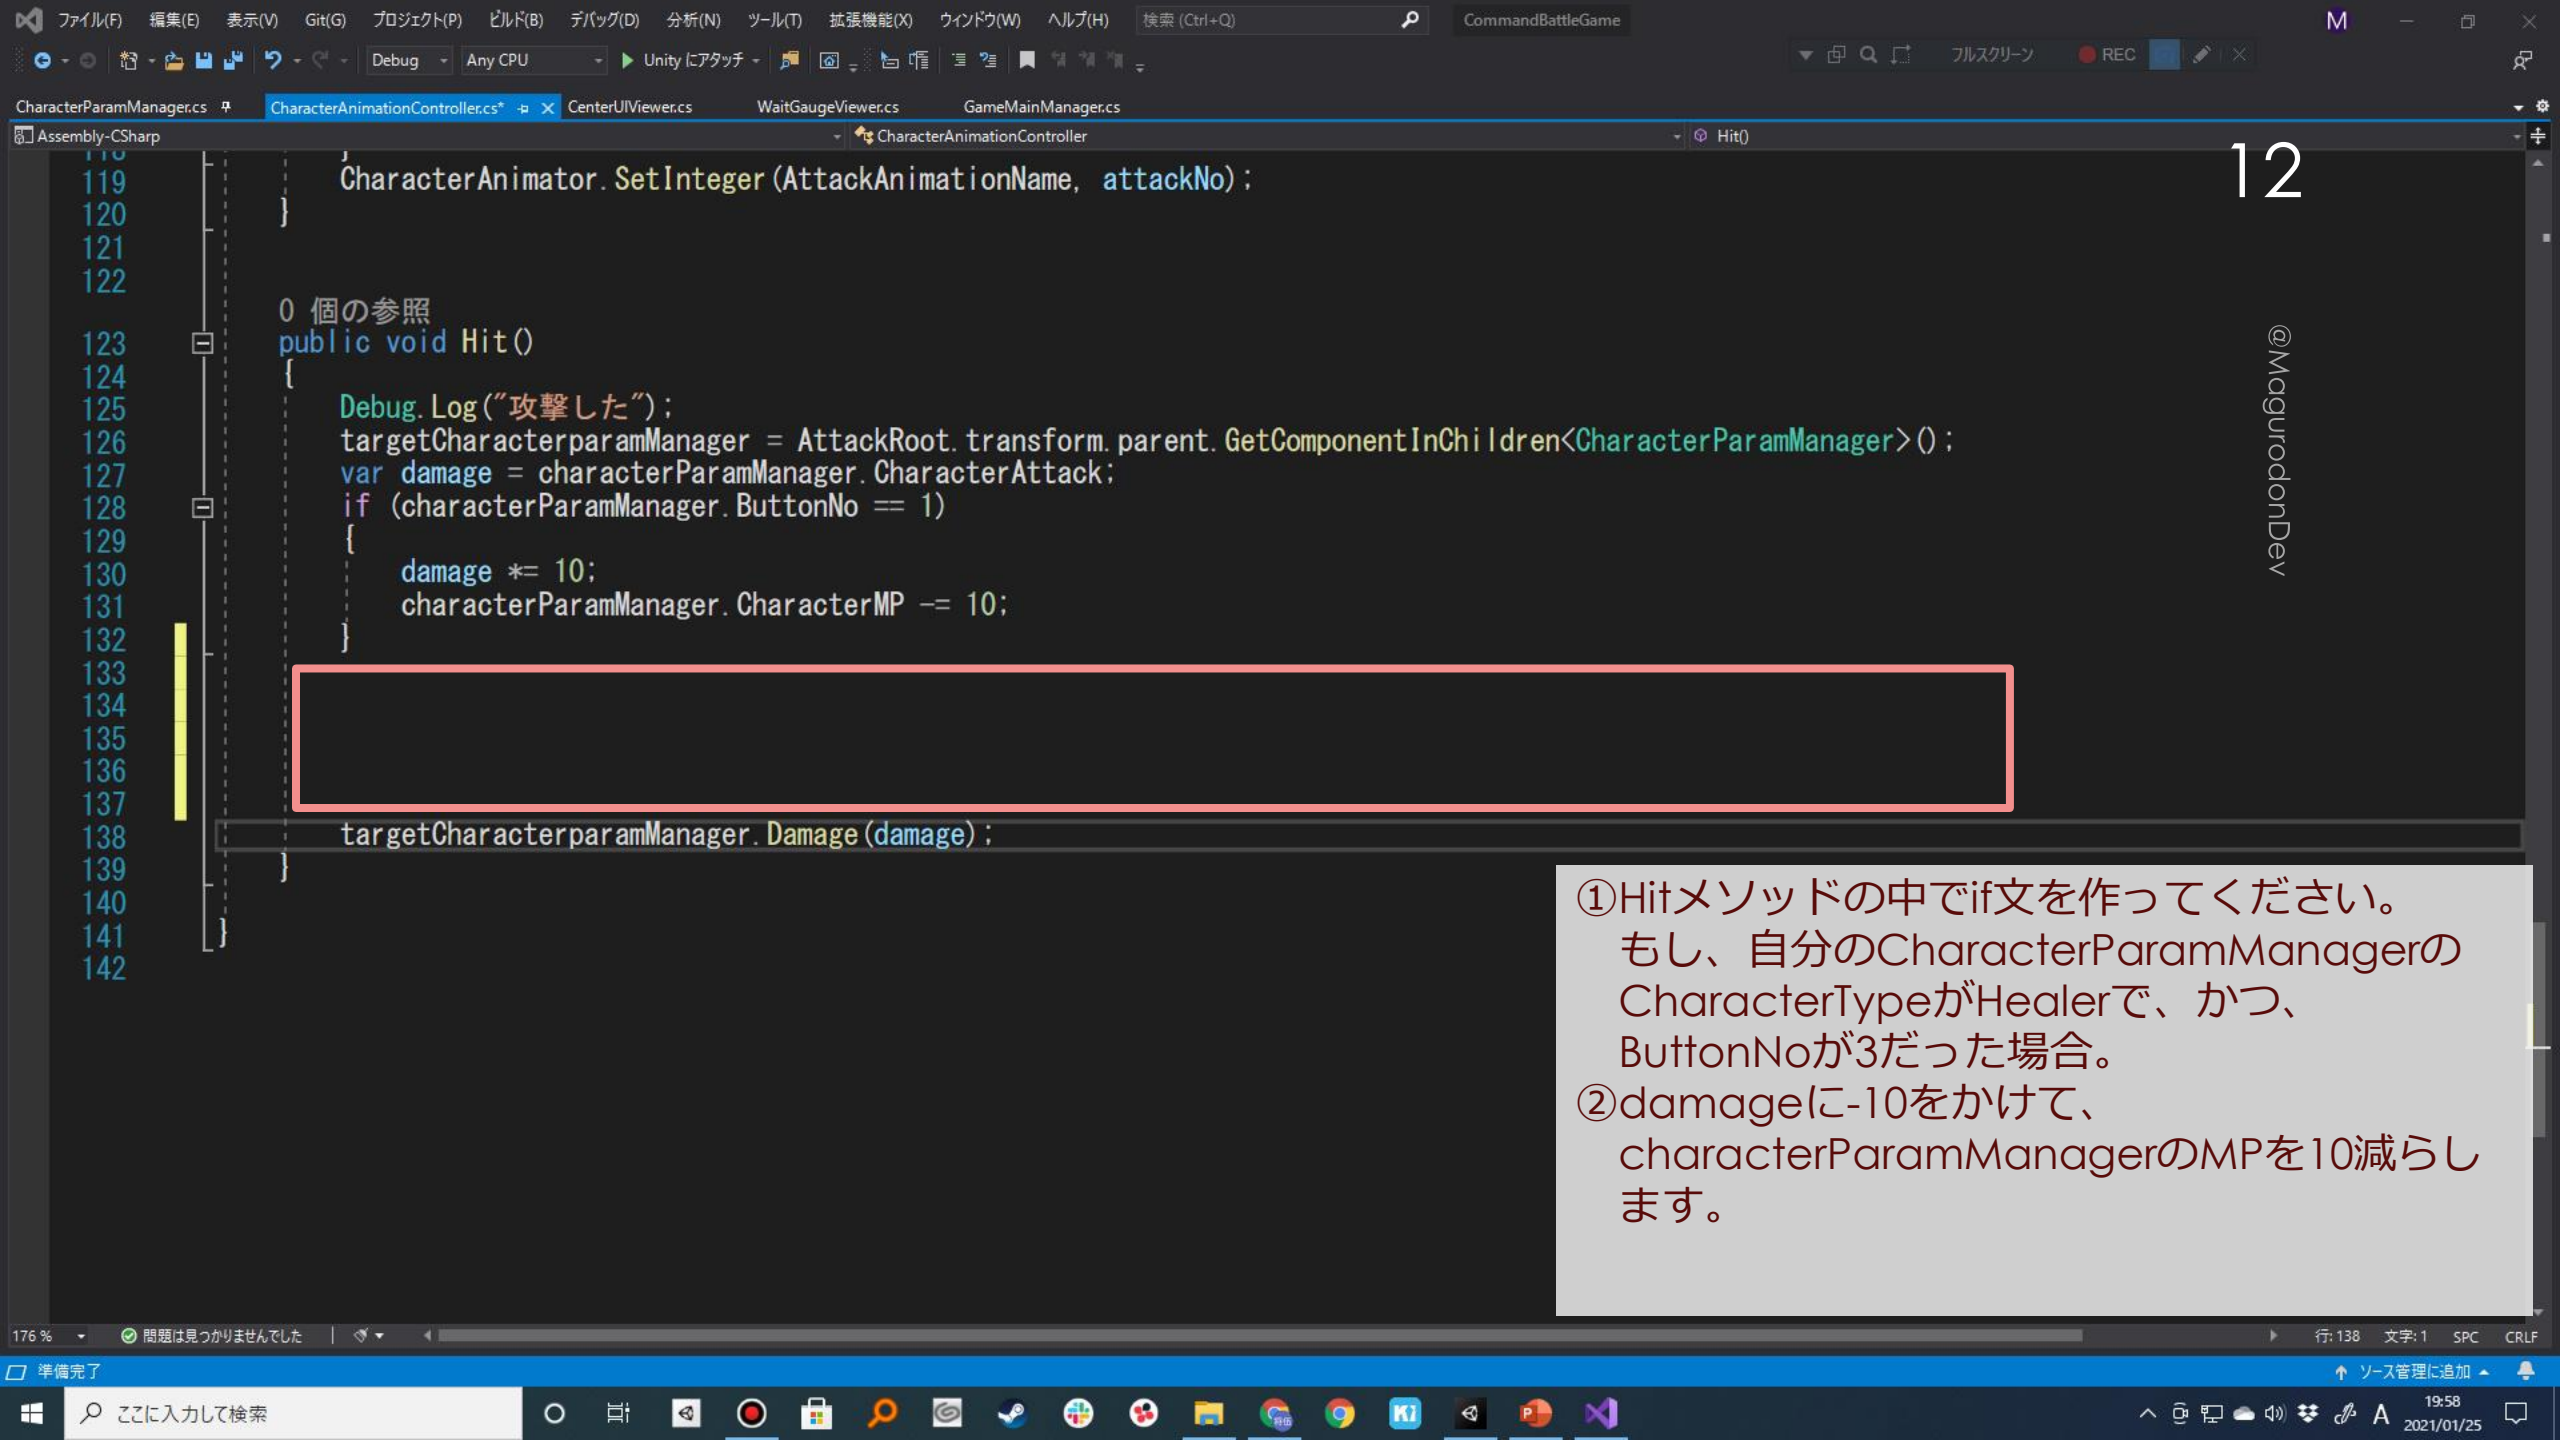 ファイル(F) 編集(E) 表示(V) Git(G) プロジェクト(P) ビルド(B) デバッグ(D) 分析(N) ツール(T) 拡張機能(X) ウィンドウ(W) ヘルプ(H) 検索 (Ctrl+Q) CommandBattleGame M
Debug Any CPU Unity にアタッチ フルスクリーン REC
CharacterParamManager.cs CharacterAnimationController.cs* CenterUIViewer.cs WaitGaugeViewer.cs GameMainManager.cs
Assembly-CSharp CharacterAnimationController Hit()
12
118 }
119 CharacterAnimator.SetInteger(AttackAnimationName, attackNo);
120 }
121
122
0 個の参照
123 public void Hit()
124 {
125 Debug.Log("攻撃した");
126 targetCharacterparamManager = AttackRoot.transform.parent.GetComponentInChildren<CharacterParamManager>();
127 var damage = characterParamManager.CharacterAttack;
128 if (characterParamManager.ButtonNo == 1)
129 {
130 damage *= 10;
131 characterParamManager.CharacterMP -= 10;
132 }
133
134
135
136
137
138 targetCharacterparamManager.Damage(damage);
139 }
140
141 }
142
@MagurodonDev
①Hitメソッドの中でif文を作ってください。
もし、自分のCharacterParamManagerの
CharacterTypeがHealerで、かつ、
ButtonNoが3だった場合。
②damageに-10をかけて、
characterParamManagerのMPを10減らし
ます。
176 % 問題は見つかりませんでした 行: 138 文字: 1 SPC CRLF
準備完了 ソース管理に追加
ここに入力して検索 A 19:58
2021/01/25